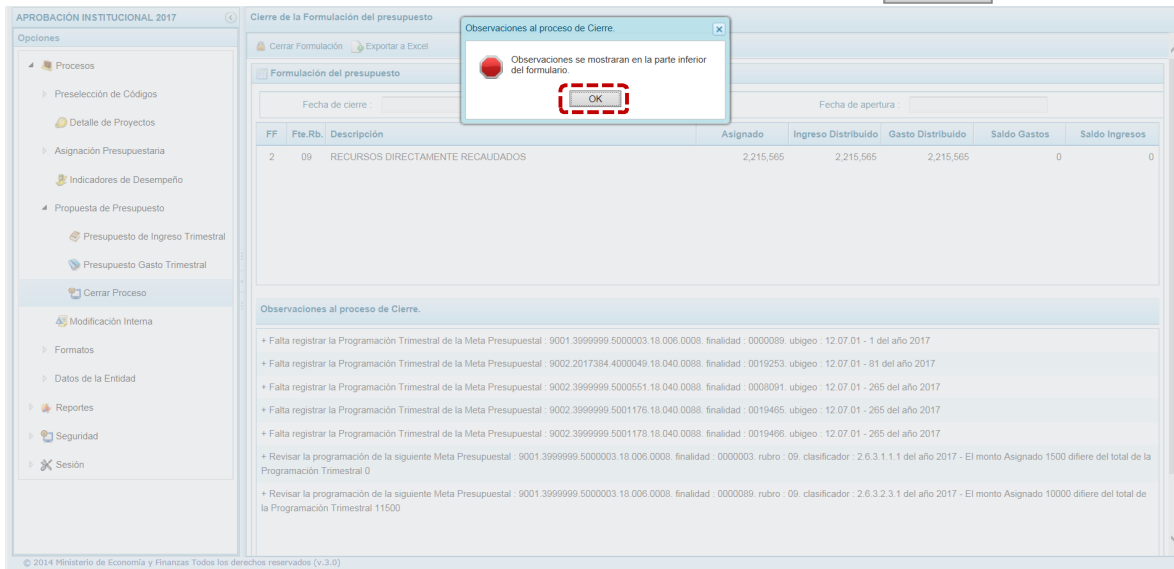 APROBACIÓN INSTITUCIONAL 2017
Opciones
Procesos
Preselección de Códigos
Detalle de Proyectos
Asignación Presupuestaria
Indicadores de Desempeño
Propuesta de Presupuesto
Presupuesto de Ingreso Trimestral
Presupuesto Gasto Trimestral
Cerrar Proceso
Modificación Interna
Formatos
Datos de la Entidad
Reportes
Seguridad
Sesión
Cierre de la Formulación del presupuesto
Cerrar Formulación Exportar a Excel
Formulación del presupuesto
Fecha de cierre : Fecha de apertura :
Observaciones al proceso de Cierre.
Observaciones se mostraran en la parte inferior
del formulario.
OK
FF Fte.Rb. Descripción Asignado Ingreso Distribuido Gasto Distribuido Saldo Gastos Saldo Ingresos
2 09 RECURSOS DIRECTAMENTE RECAUDADOS 2,215,565 2,215,565 2,215,565 0 0
Observaciones al proceso de Cierre.
+ Falta registrar la Programación Trimestral de la Meta Presupuestal : 9001.3999999.5000003.18.006.0008. finalidad : 0000089. ubigeo : 12.07.01 - 1 del año 2017
+ Falta registrar la Programación Trimestral de la Meta Presupuestal : 9002.2017384.4000049.18.040.0088. finalidad : 0019253. ubigeo : 12.07.01 - 81 del año 2017
+ Falta registrar la Programación Trimestral de la Meta Presupuestal : 9002.3999999.5000551.18.040.0088. finalidad : 0008091. ubigeo : 12.07.01 - 265 del año 2017
+ Falta registrar la Programación Trimestral de la Meta Presupuestal : 9002.3999999.5001176.18.040.0088. finalidad : 0019465. ubigeo : 12.07.01 - 265 del año 2017
+ Falta registrar la Programación Trimestral de la Meta Presupuestal : 9002.3999999.5001178.18.040.0088. finalidad : 0019466. ubigeo : 12.07.01 - 265 del año 2017
+ Revisar la programación de la siguiente Meta Presupuestal : 9001.3999999.5000003.18.006.0008. finalidad : 0000003. rubro : 09. clasificador : 2.6.3.1.1.1 del año 2017 - El monto Asignado 1500 difiere del total de la
Programación Trimestral 0
+ Revisar la programación de la siguiente Meta Presupuestal : 9001.3999999.5000003.18.006.0008. finalidad : 0000089. rubro : 09. clasificador : 2.6.3.2.3.1 del año 2017 - El monto Asignado 10000 difiere del total de
la Programación Trimestral 11500
© 2014 Ministerio de Economía y Finanzas Todos los derechos reservados (v.3.0)